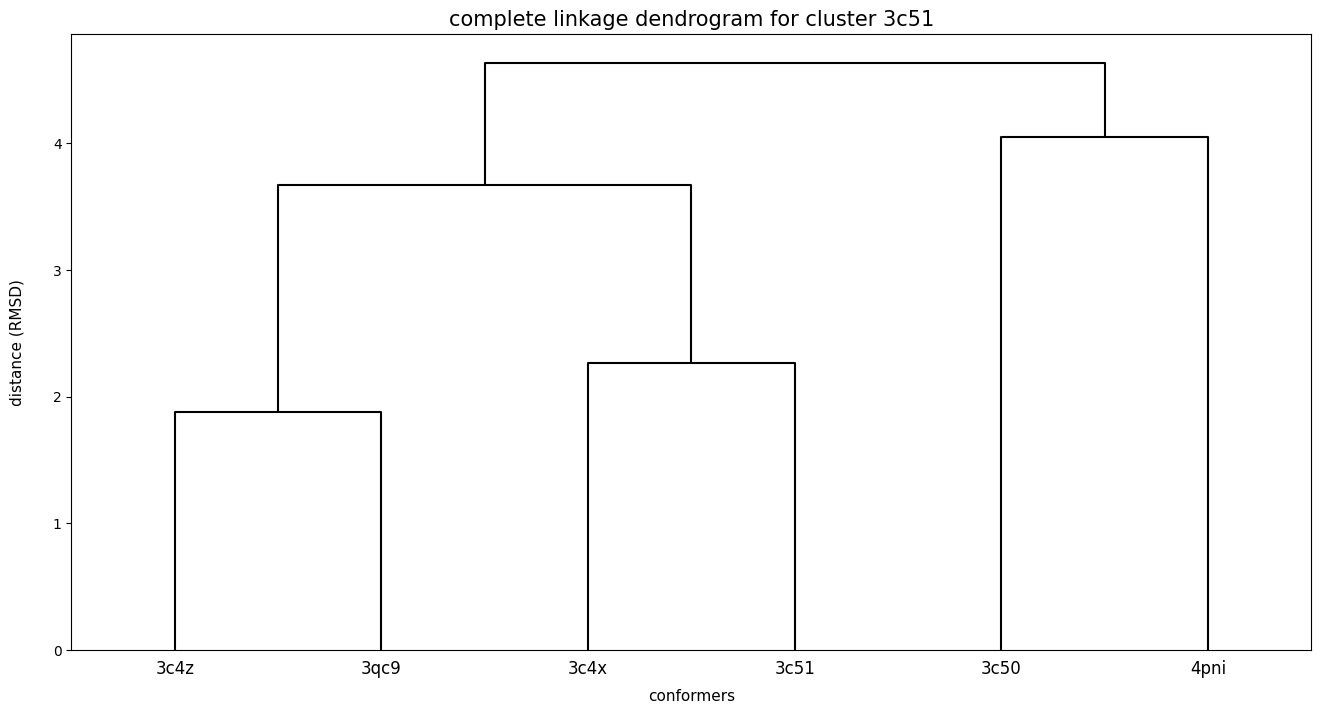 complete linkage dendrogram for cluster 3c51
distance (RMSD)
4
3
2
1
0
3c4z 3qc9 3c4x 3c51 3c50 4pni
conformers